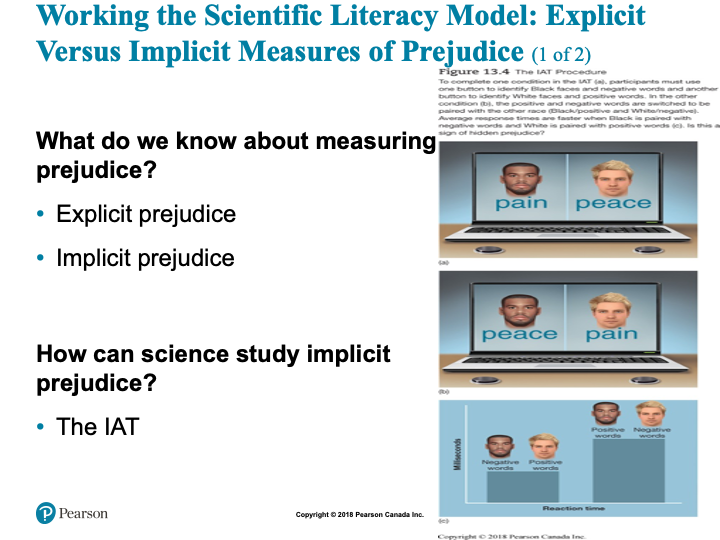 Working the Scientific Literacy Model: Explicit
Versus Implicit Measures of Prejudice (1 of 2)
Figure 13.4 The IAT Procedure
To complete one condition in the IAT (a), participants must use
one button to identify Black faces and negative words and another
button to identify White faces and positive words. In the other
condition (b), the positive and negative words are switched to be
paired with the other race (Black/positive and White/negative).
Average response times are faster when Black is paired with
negative words and White is paired with positive words (c). Is this a
sign of hidden prejudice?
What do we know about measuring
prejudice?
• Explicit prejudice
• Implicit prejudice
pain peace
(a)
peace pain
(b)
How can science study implicit
prejudice?
• The IAT
Milliseconds
Positive words
Negative words
Negative words
Positive words
Reaction time
(c)
P Pearson
Copyright © 2018 Pearson Canada Inc.
Copyright © 2018 Pearson Canada Inc.